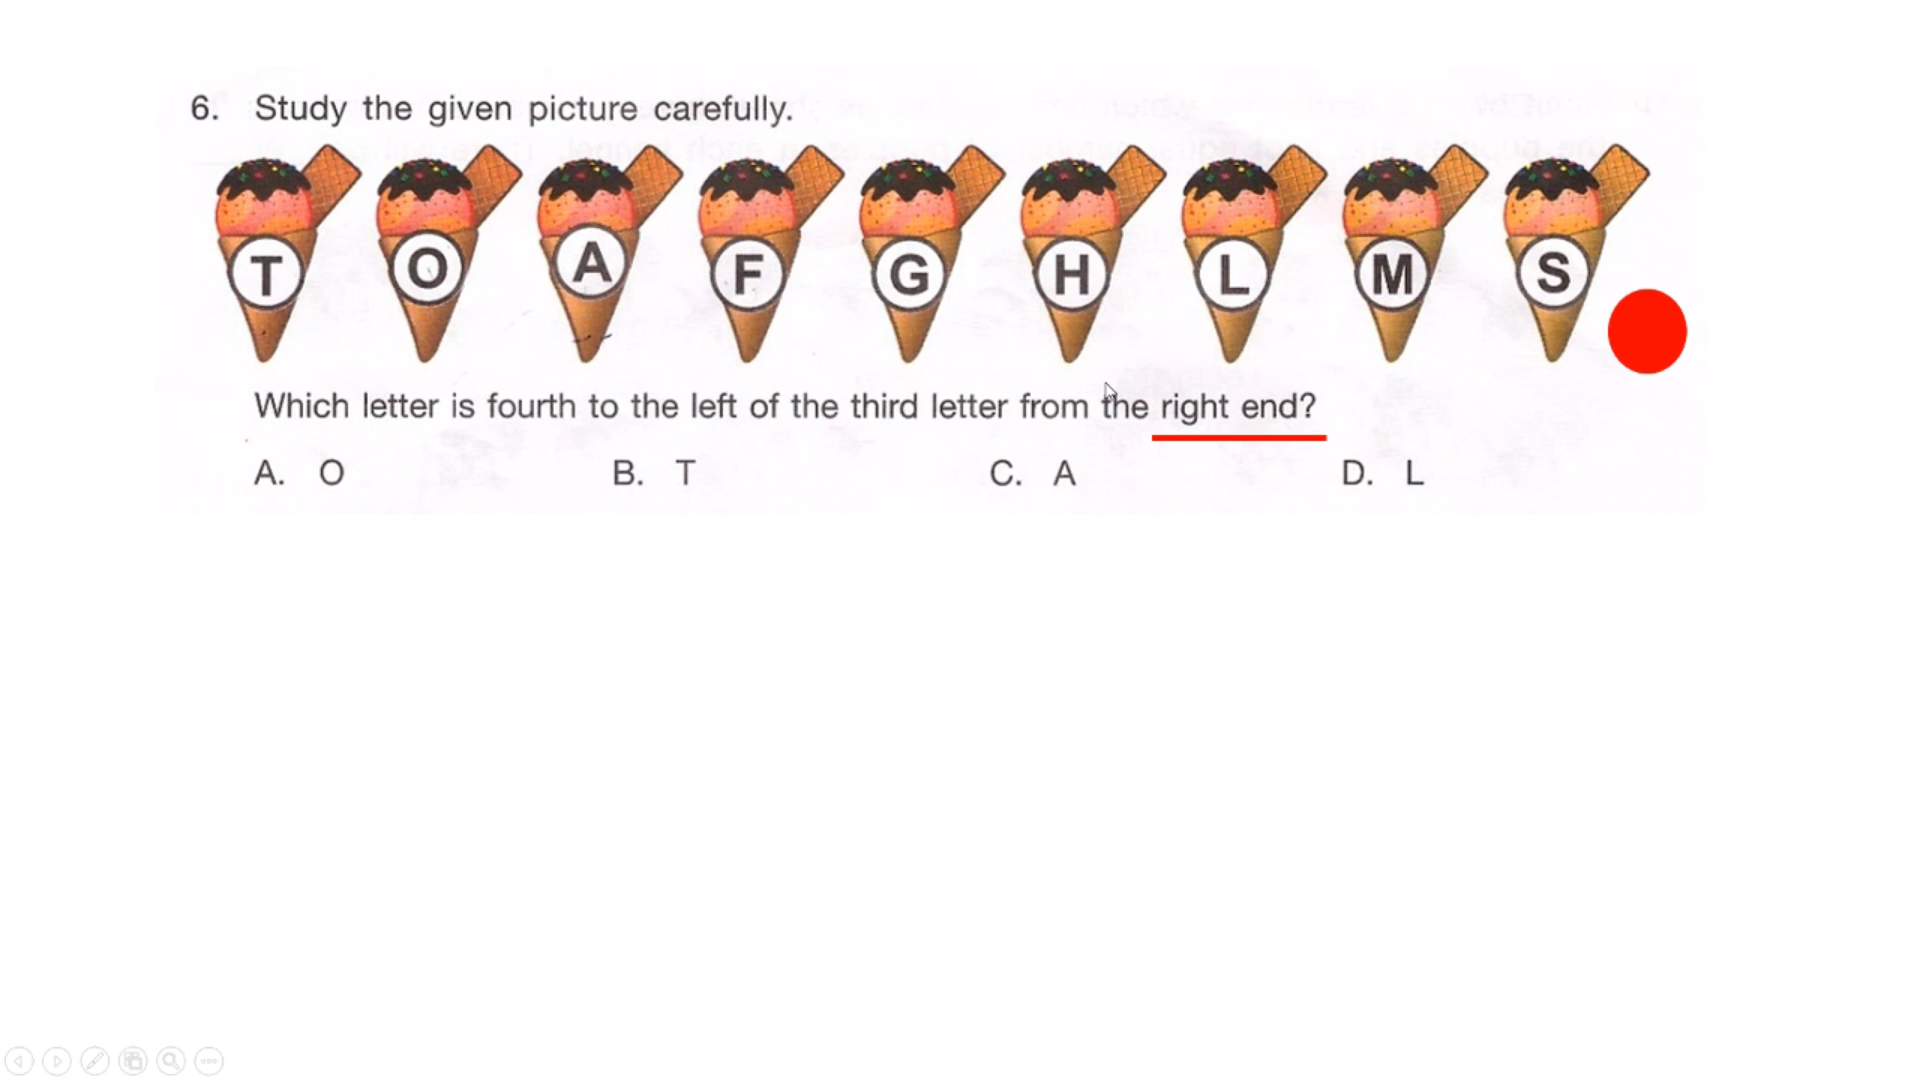 6. Study the given picture carefully.
T O A F G H L M S
Which letter is fourth to the left of the third letter from the right end?
A. O B. T C. A D. L